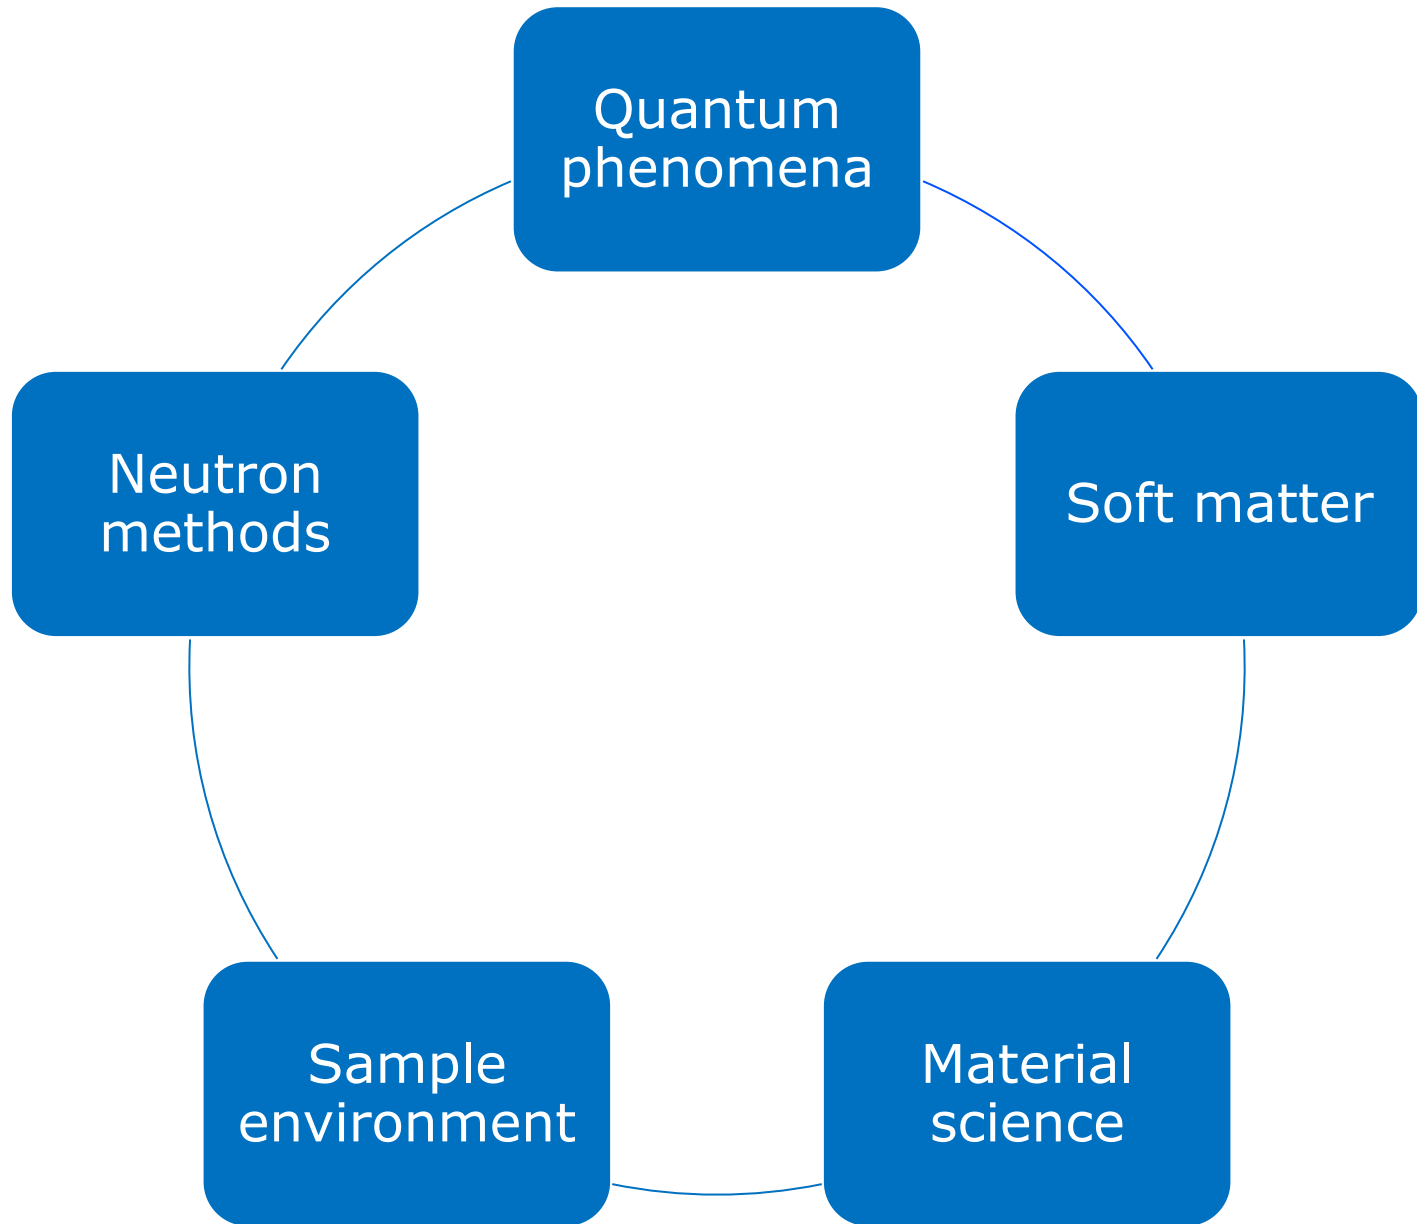 Quantum
phenomena
Soft matter
Material
science
Sample
environment
Neutron
methods